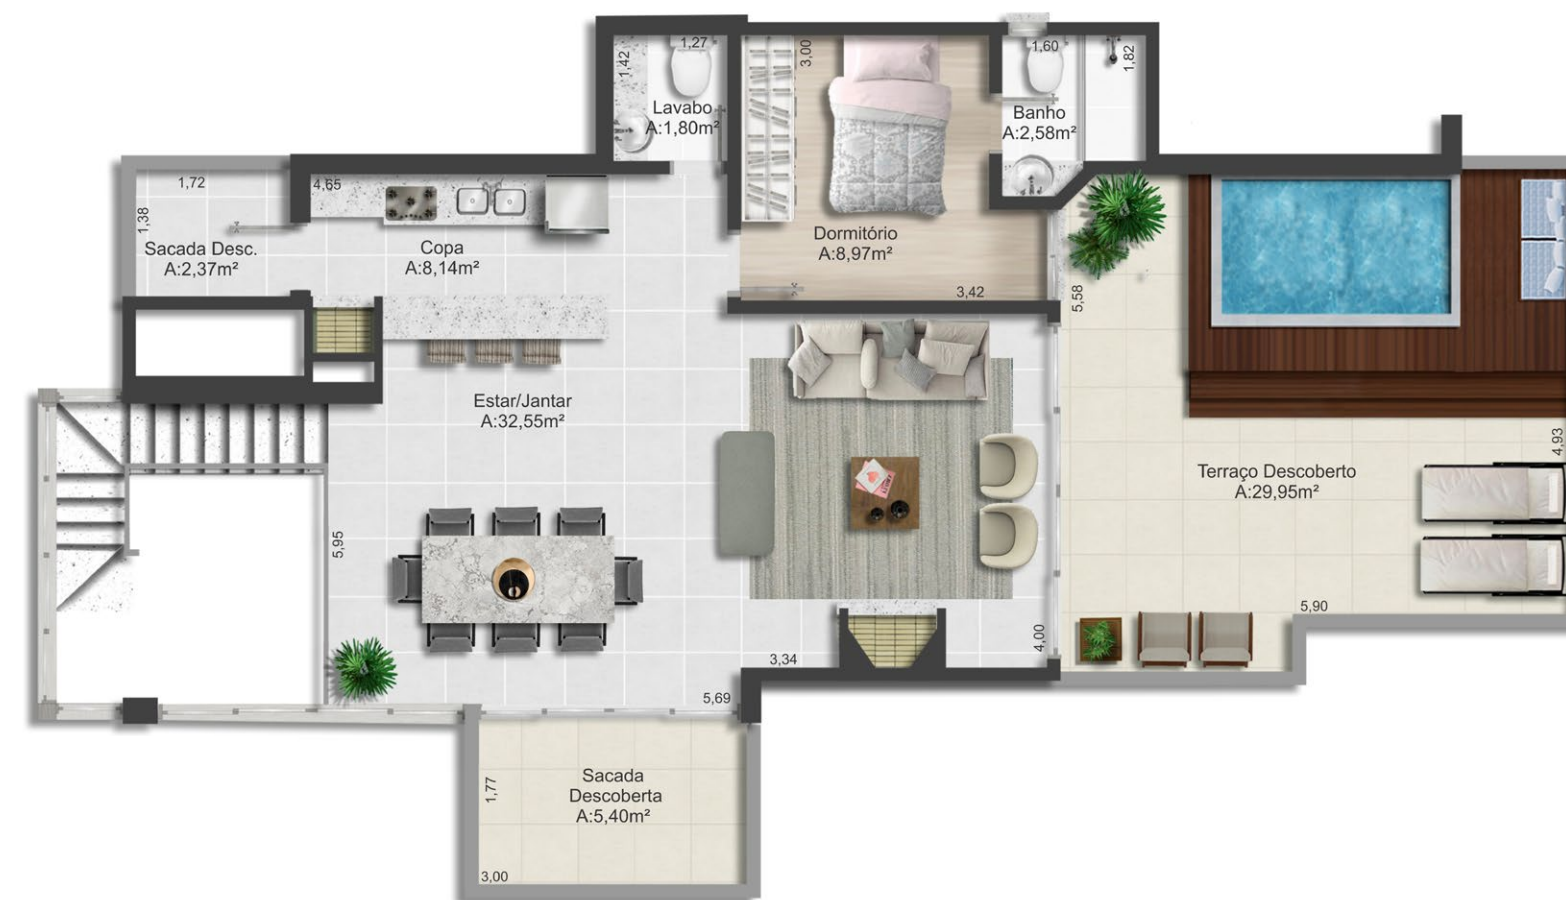 1,27
1,42
Lavabo
A:1,80m²
3,00
Dormitório
A:8,97m²
3,42
1,60
1,82
Banho
A:2,58m²
1,72
1,38
Sacada Desc.
A:2,37m²
4,65
Copa
A:8,14m²
Estar/Jantar
A:32,55m²
5,95
5,58
4,93
Terraço Descoberto
A:29,95m²
5,90
4,00
3,34
5,69
Sacada
Descoberta
A:5,40m²
1,77
3,00